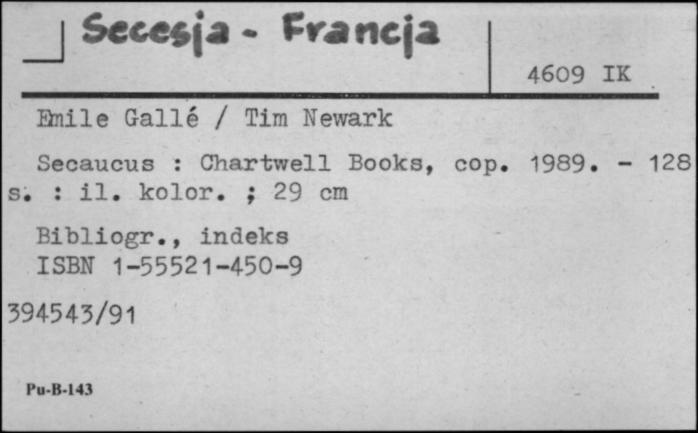 Secesja - Francja
4609 IK
Emile Gallé / Tim Newark
Secaucus : Chartwell Books, cop. 1989. - 128
s. : il. kolor. ; 29 cm
Bibliogr., indeks
ISBN 1-55521-450-9
394543/91
Pu-B-143